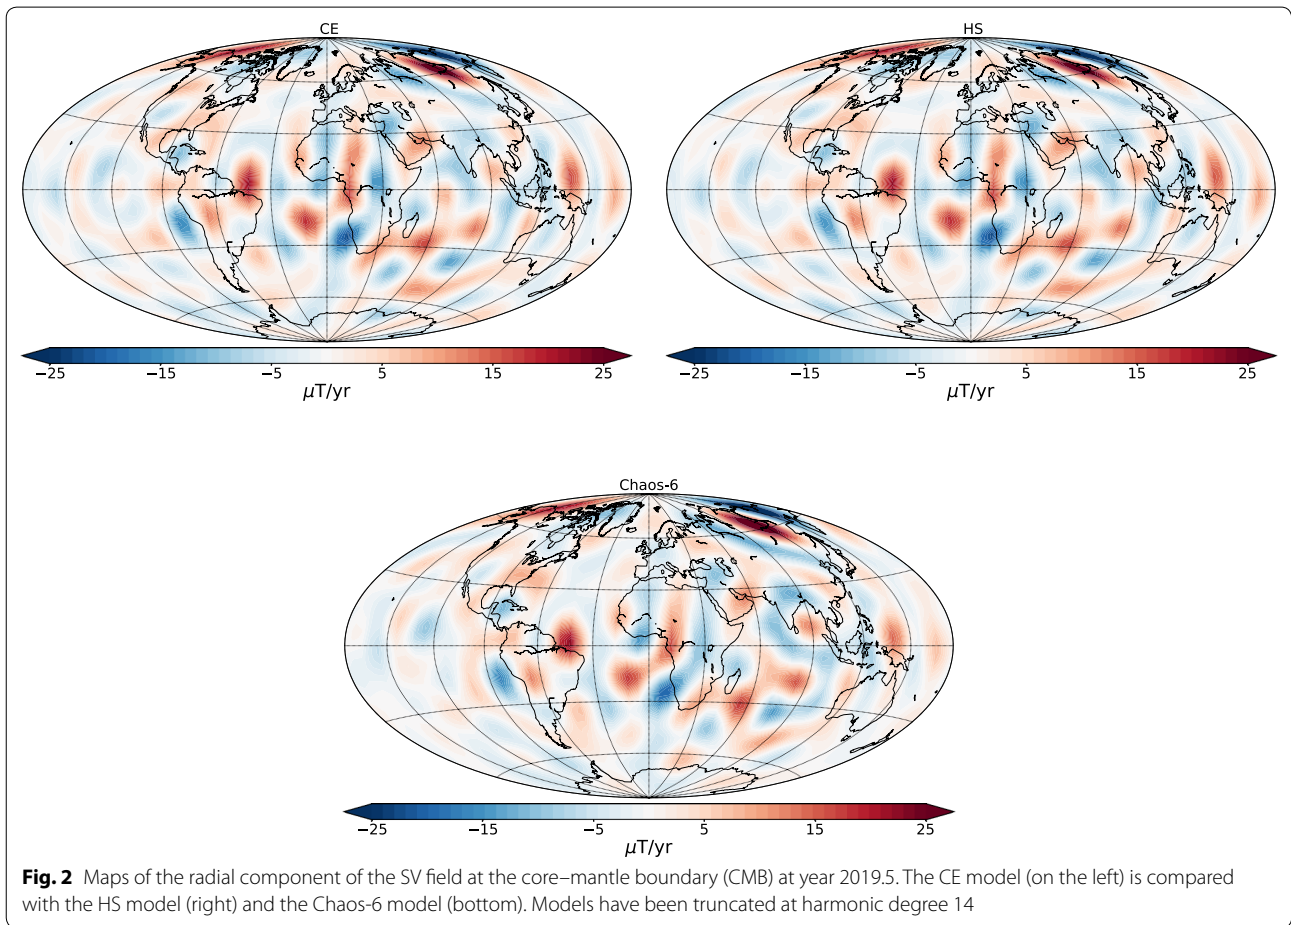 CE
HS
−25 −15 −5 5 15 25
μT/yr
−25 −15 −5 5 15 25
μT/yr
Chaos-6
−25 −15 −5 5 15 25
μT/yr
Fig. 2 Maps of the radial component of the SV field at the core–mantle boundary (CMB) at year 2019.5. The CE model (on the left) is compared
with the HS model (right) and the Chaos-6 model (bottom). Models have been truncated at harmonic degree 14